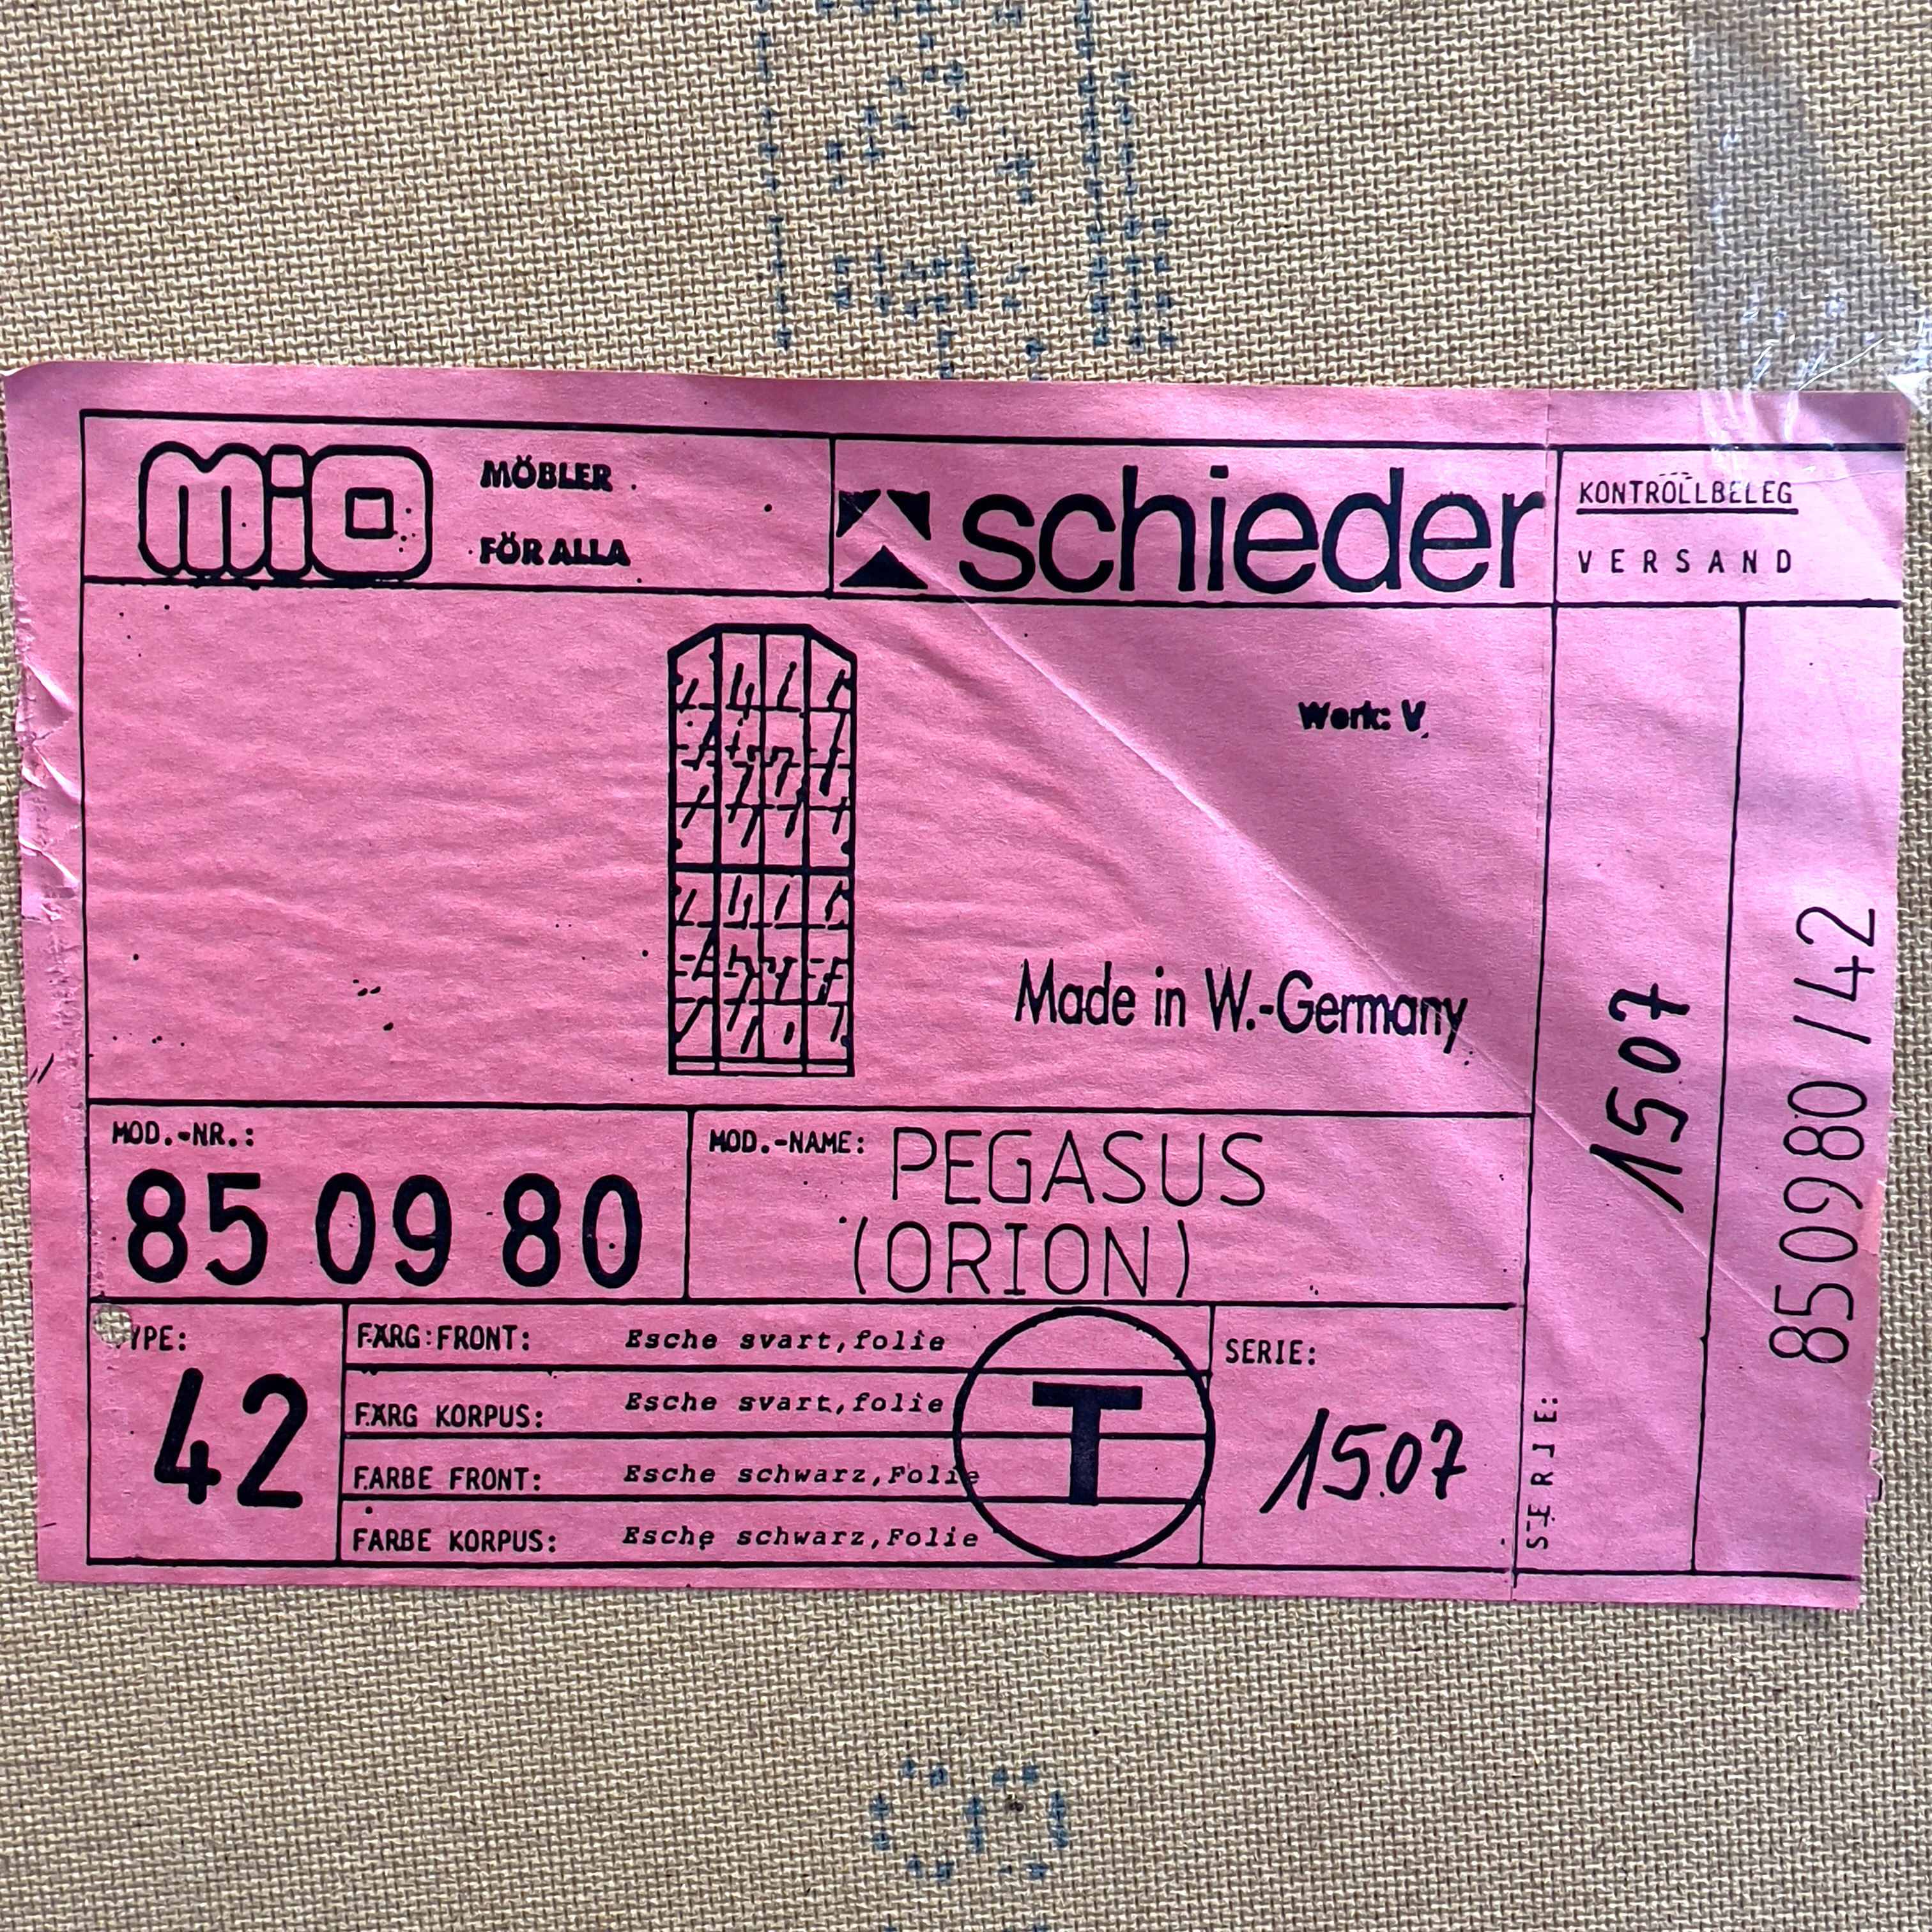 mio
MÖBLER
FÖR ALLA
schieder
KONTROLLBELEG
VERSAND
Werk: V
Made in W.-Germany
MOD.-NR.:
85 09 80
MOD.-NAME: PEGASUS
(ORION)
YPE:
42
FÄRG:FRONT: Esche svart,folie
FÄRG KORPUS: Esche svart,folie
FARBE FRONT: Esche schwarz,Folie
FARBE KORPUS: Esche schwarz,Folie
T
SERIE:
1507
SERIE:
1507
850980/42